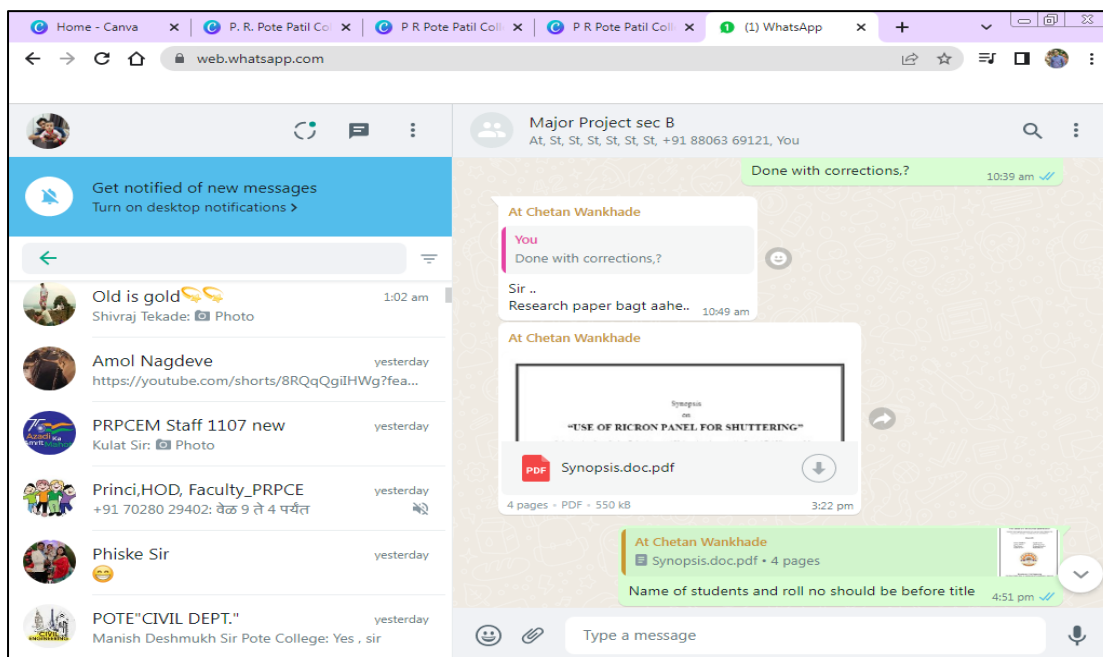 Home - Canva
P. R. Pote Patil Co
P R Pote Patil Coll
P R Pote Patil Coll
(1) WhatsApp
web.whatsapp.com
Major Project sec B
At, St, St, St, St, St, St, +91 88063 69121, You
Get notified of new messages
Turn on desktop notifications >
Old is gold💫💫
1:02 am
Shivraj Tekade: 📷 Photo
Amol Nagdeve
yesterday
https://youtube.com/shorts/8RQqQgiIHWg?fea...
PRPCEM Staff 1107 new
yesterday
Kulat Sir: 📷 Photo
Princi,HOD, Faculty_PRPCE
yesterday
+91 70280 29402: वेळ 9 ते 4 पर्यंत
Phiske Sir
yesterday
😁
POTE"CIVIL DEPT."
yesterday
Manish Deshmukh Sir Pote College: Yes , sir
Azadi Ka
Amrit Mahotsav
CIVIL
ENGINEERING
Done with corrections,?
10:39 am
At Chetan Wankhade
You
Done with corrections,?
Sir ..
Research paper bagt aahe..
10:49 am
At Chetan Wankhade
Synopsis
on
“USE OF RICRON PANEL FOR SHUTTERING”
PDF
Synopsis.doc.pdf
4 pages • PDF • 550 kB
3:22 pm
At Chetan Wankhade
Synopsis.doc.pdf • 4 pages
Name of students and roll no should be before title
4:51 pm
Type a message